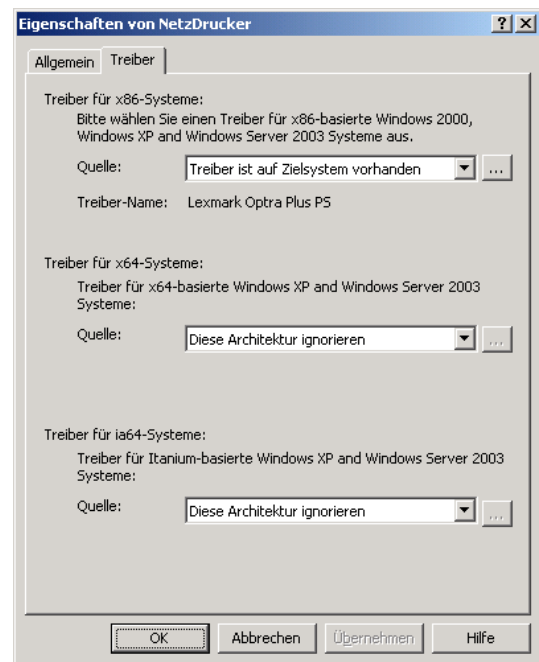 Eigenschaften von NetzDrucker
Allgemein Treiber
Treiber für x86-Systeme:
Bitte wählen Sie einen Treiber für x86-basierte Windows 2000,
Windows XP and Windows Server 2003 Systeme aus.
Quelle: Treiber ist auf Zielsystem vorhanden ...
Treiber-Name: Lexmark Optra Plus PS
Treiber für x64-Systeme:
Treiber für x64-basierte Windows XP and Windows Server 2003
Systeme:
Quelle: Diese Architektur ignorieren ...
Treiber für ia64-Systeme:
Treiber für Itanium-basierte Windows XP and Windows Server 2003
Systeme:
Quelle: Diese Architektur ignorieren ...
OK Abbrechen Übernehmen Hilfe